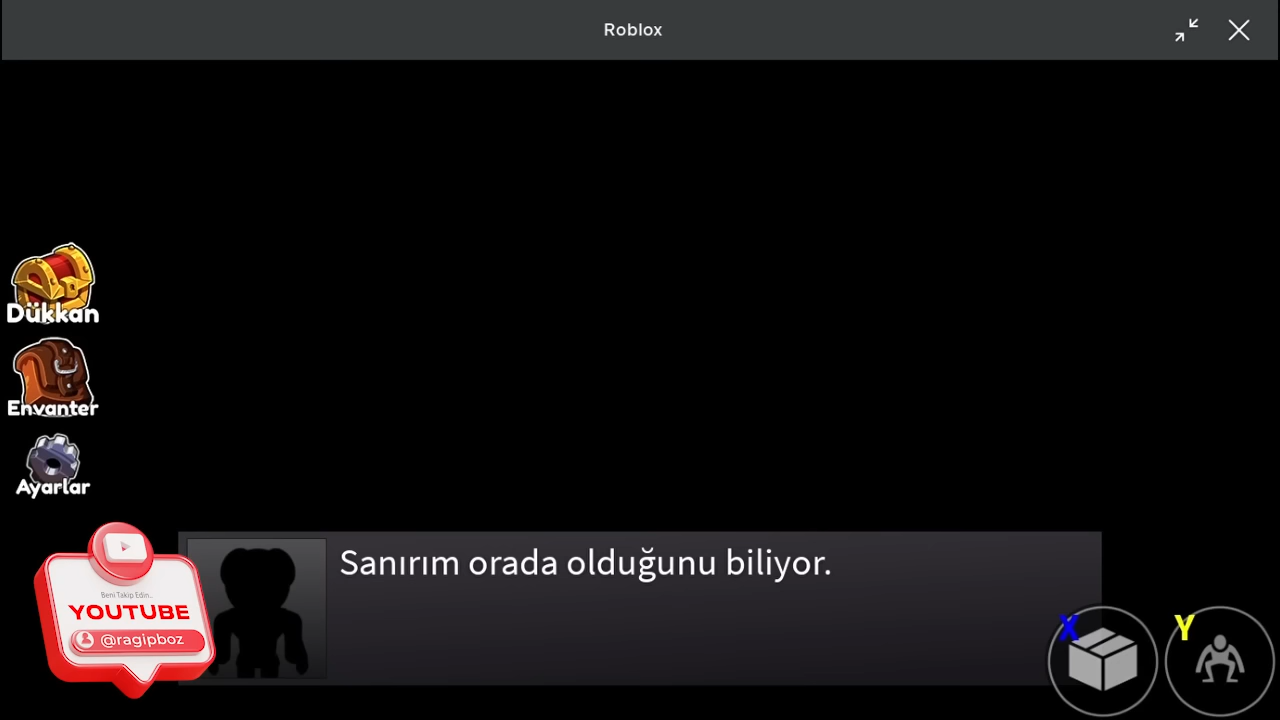 Roblox
Dükkan
Envanter
Ayarlar
Sanırım orada olduğunu biliyor.
Beni Takip Edin..
YOUTUBE
@ragipboz
X
Y